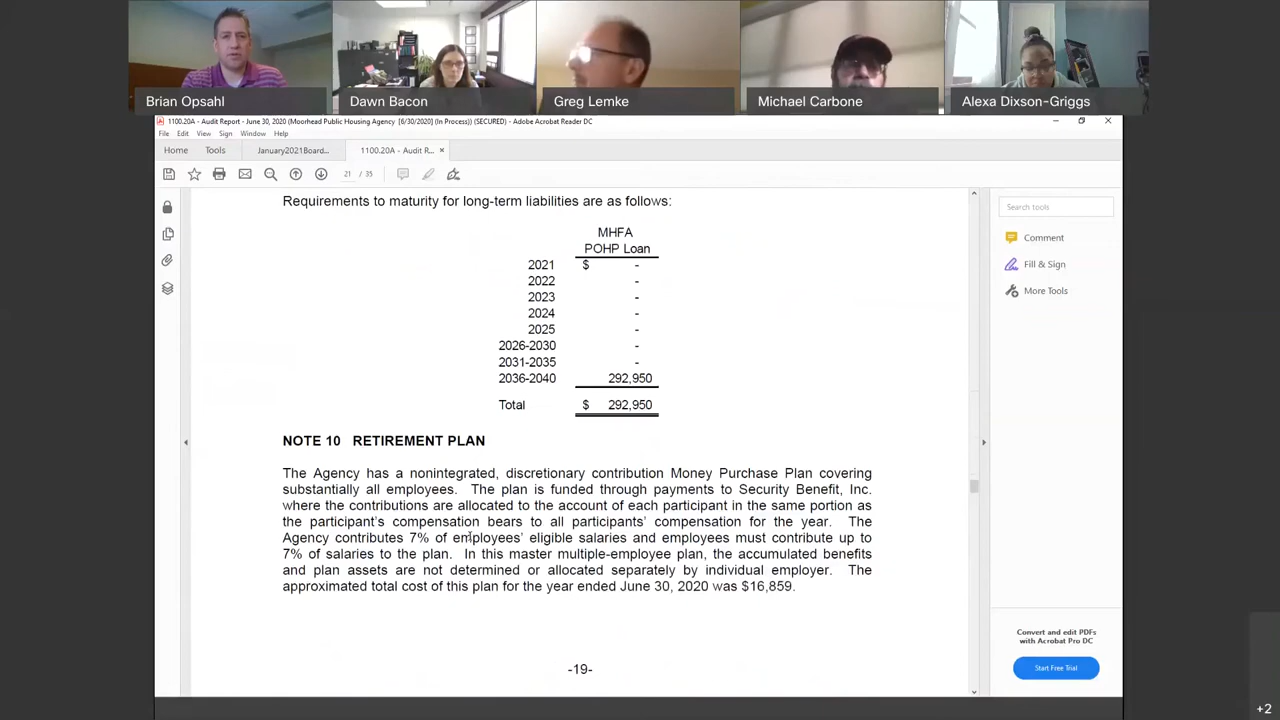 Brian Opsahl
Dawn Bacon
Greg Lemke
Michael Carbone
Alexa Dixson-Griggs
1100.20A - Audit Report - June 30, 2020 (Moorhead Public Housing Agency [6/30/2020] (In Process)) (SECURED) - Adobe Acrobat Reader DC
File Edit View Sign Window Help
Home Tools January2021Board... 1100.20A - Audit R... ×
21 / 35
Search tools
Comment
Fill & Sign
More Tools
Requirements to maturity for long-term liabilities are as follows:
MHFA
POHP Loan
2021 $ -
2022 -
2023 -
2024 -
2025 -
2026-2030 -
2031-2035 -
2036-2040 292,950
Total $ 292,950
NOTE 10 RETIREMENT PLAN
The Agency has a nonintegrated, discretionary contribution Money Purchase Plan covering
substantially all employees. The plan is funded through payments to Security Benefit, Inc.
where the contributions are allocated to the account of each participant in the same portion as
the participant's compensation bears to all participants' compensation for the year. The
Agency contributes 7% of employees' eligible salaries and employees must contribute up to
7% of salaries to the plan. In this master multiple-employee plan, the accumulated benefits
and plan assets are not determined or allocated separately by individual employer. The
approximated total cost of this plan for the year ended June 30, 2020 was $16,859.
-19-
Convert and edit PDFs
with Acrobat Pro DC
Start Free Trial
+2